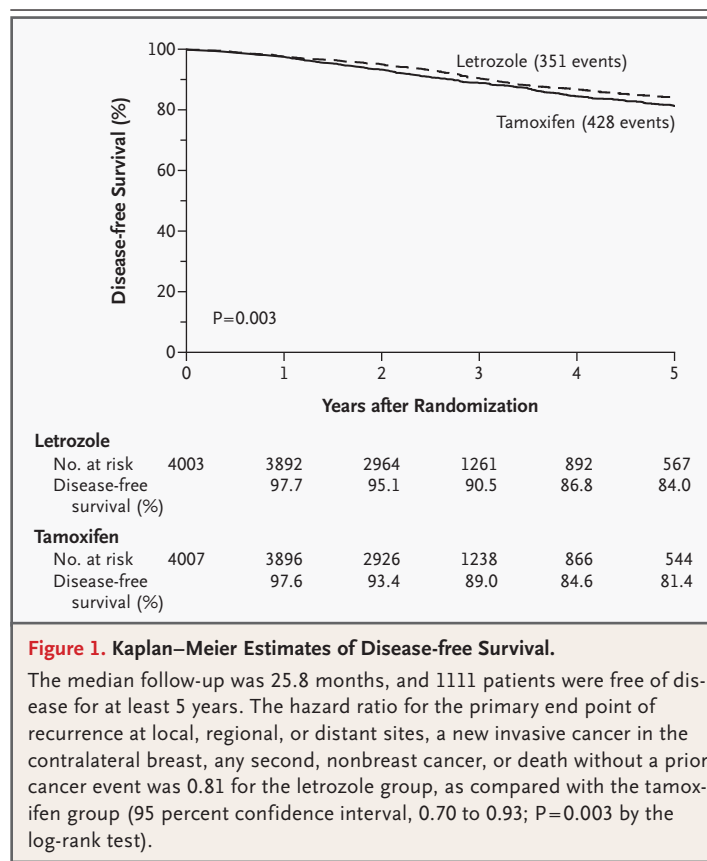 100
80
60
40
20
0
Disease-free Survival (%)
Letrozole (351 events)
Tamoxifen (428 events)
P=0.003
0 1 2 3 4 5
Years after Randomization
Letrozole
No. at risk 4003 3892 2964 1261 892 567
Disease-free 97.7 95.1 90.5 86.8 84.0
survival (%)
Tamoxifen
No. at risk 4007 3896 2926 1238 866 544
Disease-free 97.6 93.4 89.0 84.6 81.4
survival (%)
Figure 1. Kaplan–Meier Estimates of Disease-free Survival.
The median follow-up was 25.8 months, and 1111 patients were free of dis-
ease for at least 5 years. The hazard ratio for the primary end point of
recurrence at local, regional, or distant sites, a new invasive cancer in the
contralateral breast, any second, nonbreast cancer, or death without a prior
cancer event was 0.81 for the letrozole group, as compared with the tamox-
ifen group (95 percent confidence interval, 0.70 to 0.93; P=0.003 by the
log-rank test).